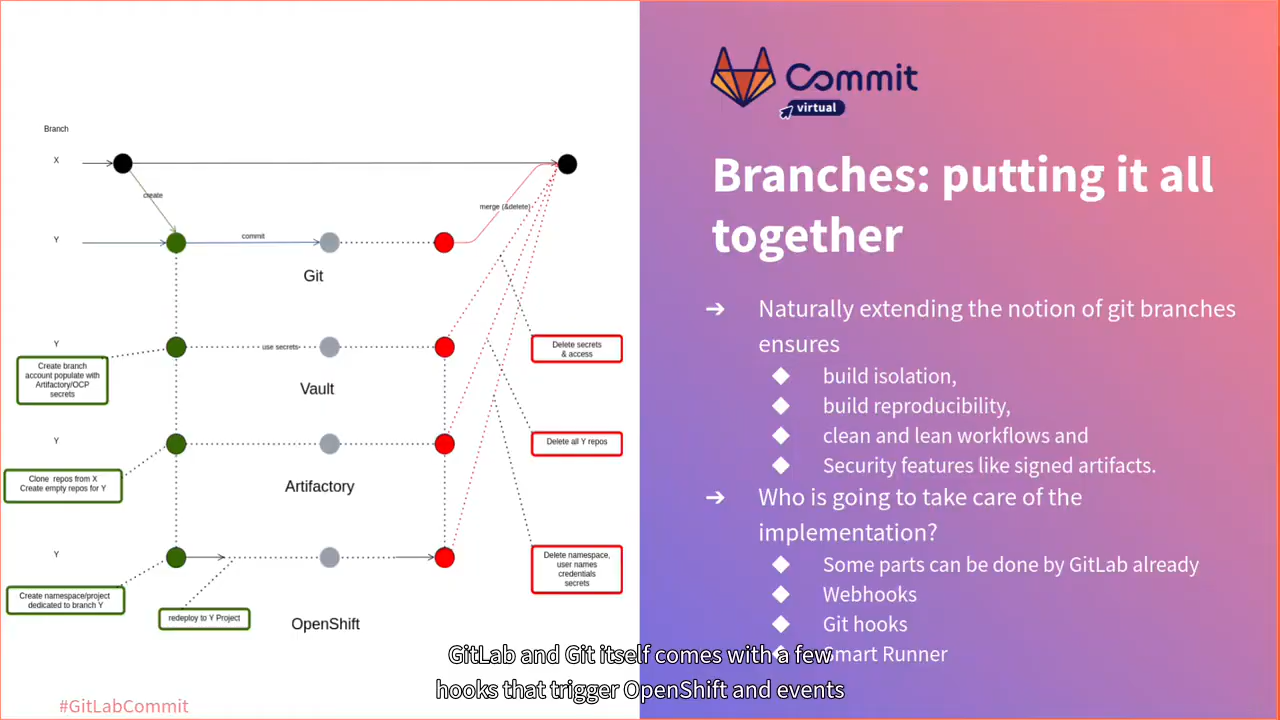 Branch
X
create
merge (&delete)
Y
commit
Git
Y
use secrets
Create branch
account populate with
Artifactory/OCP
secrets
Delete secrets
& access
Vault
Y
Delete all Y repos
Clone repos from X
Create empty repos for Y
Artifactory
Y
Delete namespace,
user names
credentials
secrets
Create namespace/project
dedicated to branch Y
redeploy to Y Project
OpenShift
#GitLabCommit
Commit
virtual
Branches: putting it all
together
➔ Naturally extending the notion of git branches
ensures
◆ build isolation,
◆ build reproducibility,
◆ clean and lean workflows and
◆ Security features like signed artifacts.
➔ Who is going to take care of the
implementation?
◆ Some parts can be done by GitLab already
◆ Webhooks
◆ Git hooks
◆ Smart Runner
GitLab and Git itself comes with a few
hooks that trigger OpenShift and events